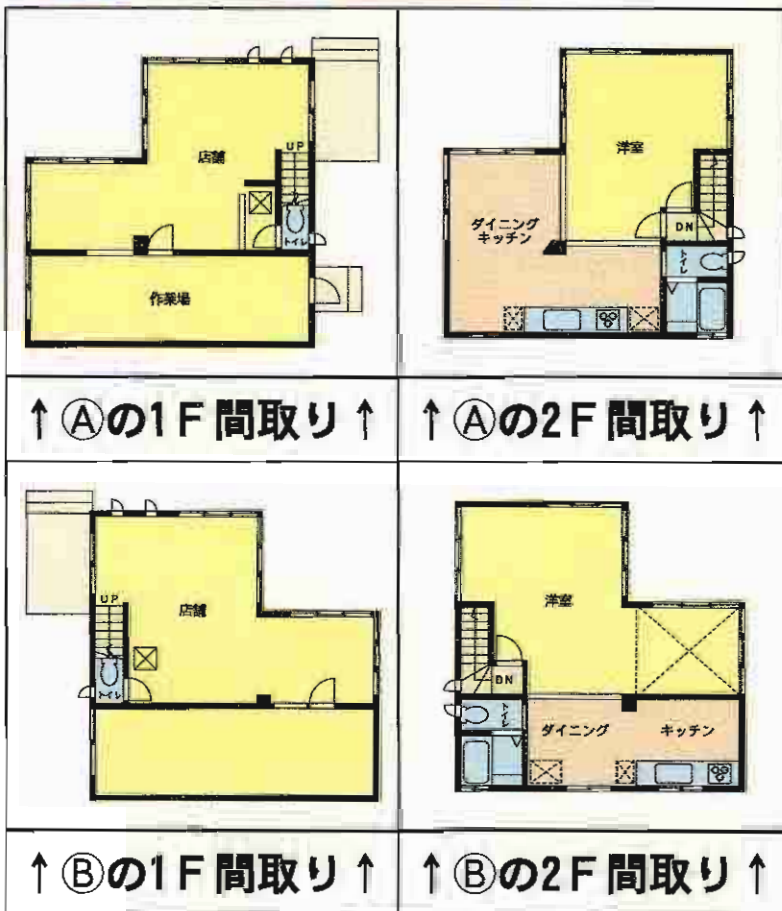 店舗
UP
トイレ
作業場
洋室
ダイニング
キッチン
DN
トイレ
↑Ⓐの1F間取り↑
↑Ⓐの2F間取り↑
UP
店舗
トイレ
洋室
DN
トイレ
ダイニング
キッチン
↑Ⓑの1F間取り↑
↑Ⓑの2F間取り↑